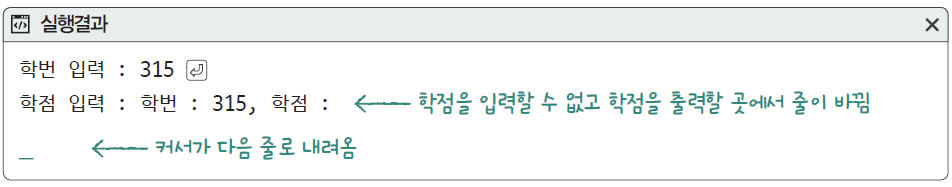 실행결과
학번 입력 : 315
학점 입력 : 학번 : 315, 학점 : 학점을 입력할 수 없고 학점을 출력할 곳에서 줄이 바뀜
_ 커서가 다음 줄로 내려옴